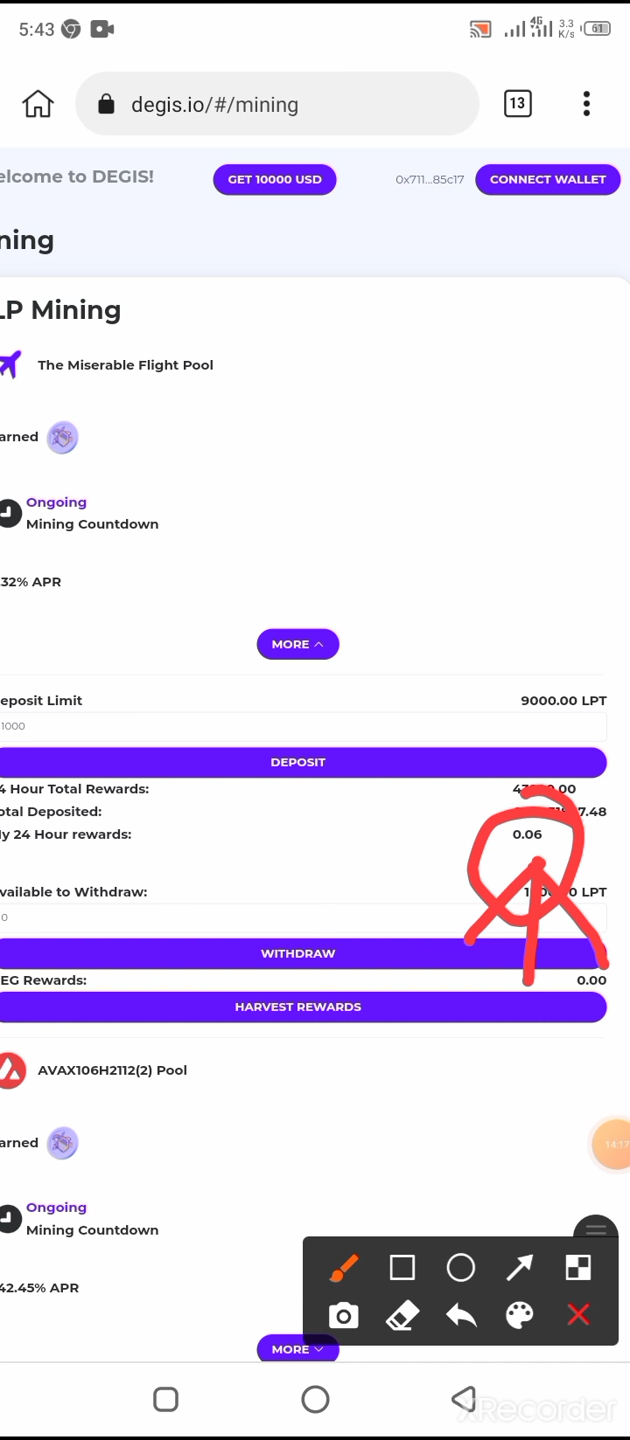 5:43 4G 3.3 K/s 61
degis.io/#/mining 13
elcome to DEGIS! GET 10000 USD 0x711...85c17 CONNECT WALLET
ning
LP Mining
The Miserable Flight Pool
arned
Ongoing
Mining Countdown
.32% APR
MORE
eposit Limit 9000.00 LPT
1000
DEPOSIT
4 Hour Total Rewards:
otal Deposited: 7.48
y 24 Hour rewards: 0.06
vailable to Withdraw: LPT
0
WITHDRAW
EG Rewards: 0.00
HARVEST REWARDS
AVAX106H2112(2) Pool
arned
14:17
Ongoing
Mining Countdown
42.45% APR
MORE
XRecorder